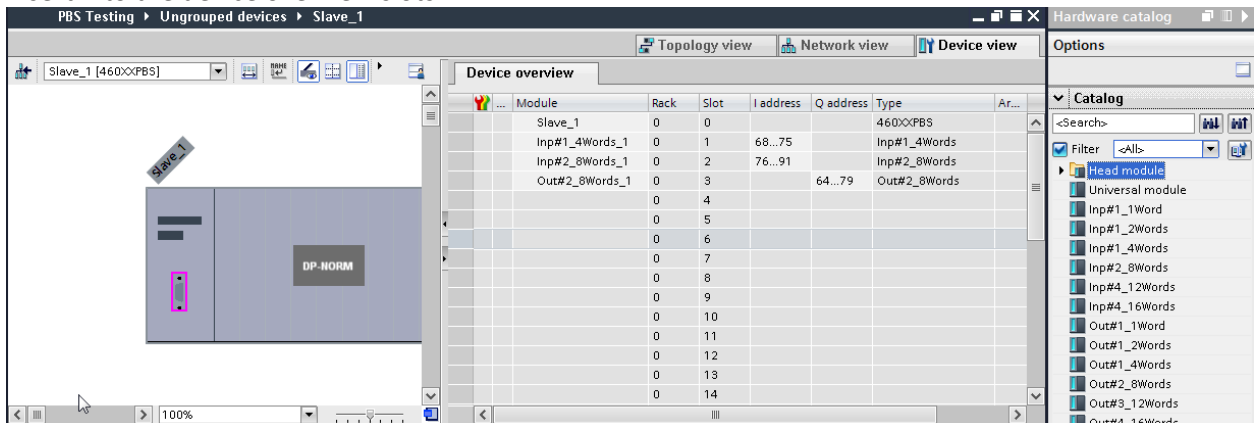 PBS Testing ▸ Ungrouped devices ▸ Slave_1
Hardware catalog
Topology view Network view Device view
Options
Slave_1 [460XXPBS]
Device overview
... Module Rack Slot I address Q address Type Ar...
Slave_1 0 0 460XXPBS
Inp#1_4Words_1 0 1 68...75 Inp#1_4Words
Inp#2_8Words_1 0 2 76...91 Inp#2_8Words
Out#2_8Words_1 0 3 64...79 Out#2_8Words
0 4
0 5
0 6
0 7
0 8
0 9
0 10
0 11
0 12
0 13
0 14
Slave_1
DP-NORM
100%
Catalog
<Search>
Filter <All>
Head module
Universal module
Inp#1_1Word
Inp#1_2Words
Inp#1_4Words
Inp#2_8Words
Inp#4_12Words
Inp#4_16Words
Out#1_1Word
Out#1_2Words
Out#1_4Words
Out#2_8Words
Out#3_12Words
Out#4_16Words